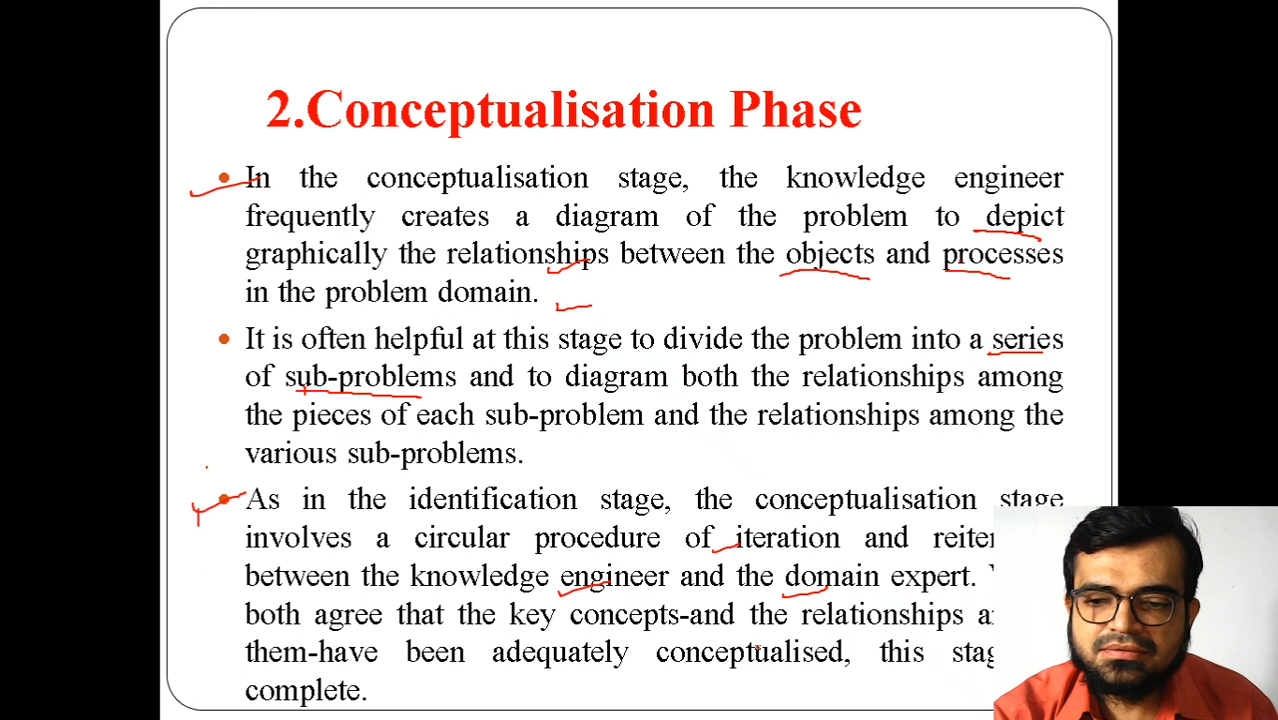 2.Conceptualisation Phase
In the conceptualisation stage, the knowledge engineer
frequently creates a diagram of the problem to depict
graphically the relationships between the objects and processes
in the problem domain.
It is often helpful at this stage to divide the problem into a series
of sub-problems and to diagram both the relationships among
the pieces of each sub-problem and the relationships among the
various sub-problems.
As in the identification stage, the conceptualisation stage
involves a circular procedure of iteration and
between the knowledge engineer and the domain expert.
both agree that the key concepts-and the relationships
them-have been adequately conceptualised, this
complete.